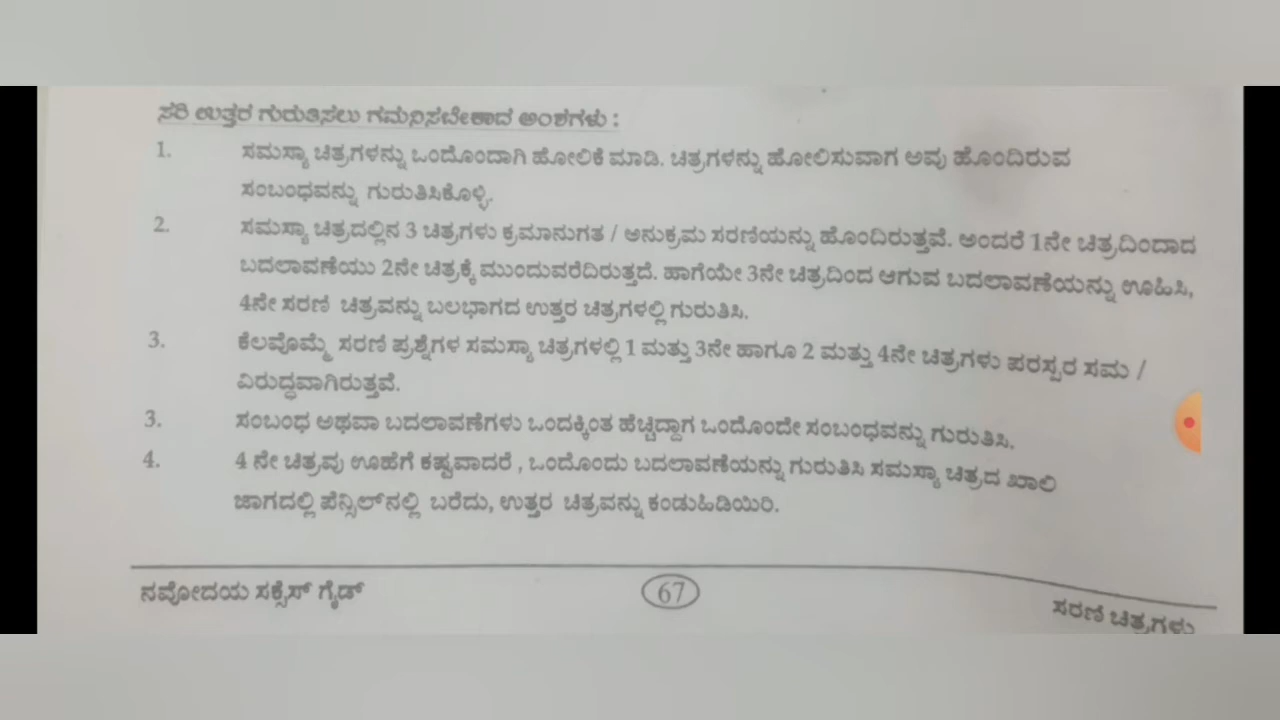 ಸರಿ ಉತ್ತರ ಗುರುತಿಸಲು ಗಮನಿಸಬೇಕಾದ ಅಂಶಗಳು :
1. ಸಮಸ್ಯಾ ಚಿತ್ರಗಳನ್ನು ಒಂದೊಂದಾಗಿ ಹೋಲಿಕೆ ಮಾಡಿ. ಚಿತ್ರಗಳನ್ನು ಹೋಲಿಸುವಾಗ ಅವು ಹೊಂದಿರುವ
ಸಂಬಂಧವನ್ನು ಗುರುತಿಸಿಕೊಳ್ಳಿ.
2. ಸಮಸ್ಯಾ ಚಿತ್ರದಲ್ಲಿನ 3 ಚಿತ್ರಗಳು ಕ್ರಮಾನುಗತ / ಅನುಕ್ರಮ ಸರಣಿಯನ್ನು ಹೊಂದಿರುತ್ತವೆ. ಅಂದರೆ 1ನೇ ಚಿತ್ರದಿಂದಾದ
ಬದಲಾವಣೆಯು 2ನೇ ಚಿತ್ರಕ್ಕೆ ಮುಂದುವರೆದಿರುತ್ತದೆ. ಹಾಗೆಯೇ 3ನೇ ಚಿತ್ರದಿಂದ ಆಗುವ ಬದಲಾವಣೆಯನ್ನು ಊಹಿಸಿ,
4ನೇ ಸರಣಿ ಚಿತ್ರವನ್ನು ಬಲಭಾಗದ ಉತ್ತರ ಚಿತ್ರಗಳಲ್ಲಿ ಗುರುತಿಸಿ.
3. ಕೆಲವೊಮ್ಮೆ ಸರಣಿ ಪ್ರಶ್ನೆಗಳ ಸಮಸ್ಯಾ ಚಿತ್ರಗಳಲ್ಲಿ 1 ಮತ್ತು 3ನೇ ಹಾಗೂ 2 ಮತ್ತು 4ನೇ ಚಿತ್ರಗಳು ಪರಸ್ಪರ ಸಮ /
ವಿರುದ್ಧವಾಗಿರುತ್ತವೆ.
3. ಸಂಬಂಧ ಅಥವಾ ಬದಲಾವಣೆಗಳು ಒಂದಕ್ಕಿಂತ ಹೆಚ್ಚಿದ್ದಾಗ ಒಂದೊಂದೇ ಸಂಬಂಧವನ್ನು ಗುರುತಿಸಿ.
4. 4 ನೇ ಚಿತ್ರವು ಊಹೆಗೆ ಕಷ್ಟವಾದರೆ , ಒಂದೊಂದು ಬದಲಾವಣೆಯನ್ನು ಗುರುತಿಸಿ ಸಮಸ್ಯಾ ಚಿತ್ರದ ಖಾಲಿ
ಜಾಗದಲ್ಲಿ ಪೆನ್ಸಿಲ್‌ನಲ್ಲಿ ಬರೆದು, ಉತ್ತರ ಚಿತ್ರವನ್ನು ಕಂಡುಹಿಡಿಯಿರಿ.
ನವೋದಯ ಸಕ್ಸೆಸ್ ಗೈಡ್
67
ಸರಣಿ ಚಿತ್ರಗಳು